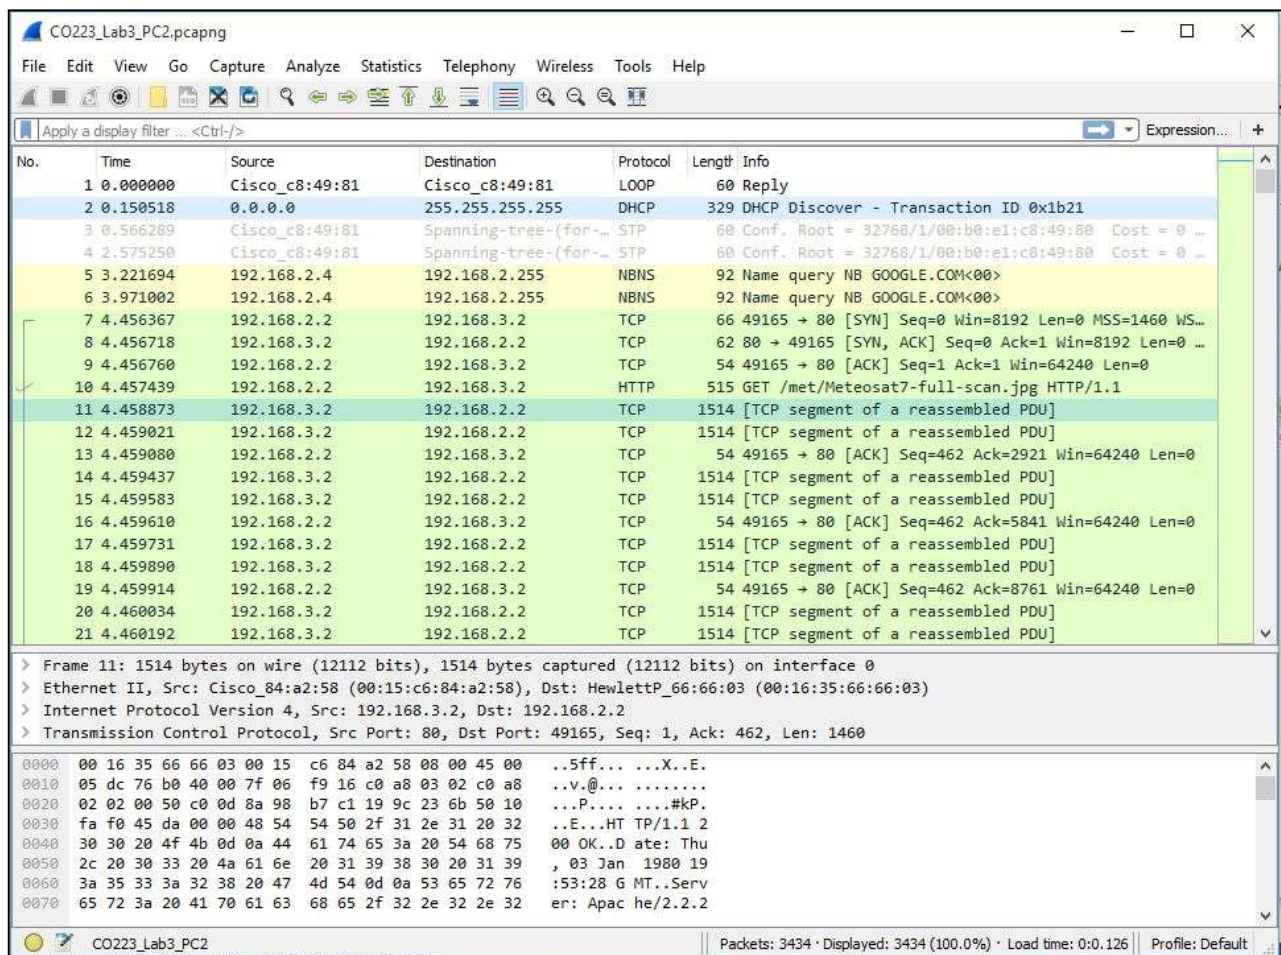 CO223_Lab3_PC2.pcapng
File Edit View Go Capture Analyze Statistics Telephony Wireless Tools Help
Apply a display filter ... <Ctrl-/> Expression... +
No. Time Source Destination Protocol Length Info
1 0.000000 Cisco_c8:49:81 Cisco_c8:49:81 LOOP 60 Reply
2 0.150518 0.0.0.0 255.255.255.255 DHCP 329 DHCP Discover - Transaction ID 0x1b21
3 0.566289 Cisco_c8:49:81 Spanning-tree-(for-… STP 60 Conf. Root = 32768/1/00:b0:e1:c8:49:80 Cost = 0 …
4 2.575250 Cisco_c8:49:81 Spanning-tree-(for-… STP 60 Conf. Root = 32768/1/00:b0:e1:c8:49:80 Cost = 0 …
5 3.221694 192.168.2.4 192.168.2.255 NBNS 92 Name query NB GOOGLE.COM<00>
6 3.971002 192.168.2.4 192.168.2.255 NBNS 92 Name query NB GOOGLE.COM<00>
7 4.456367 192.168.2.2 192.168.3.2 TCP 66 49165 → 80 [SYN] Seq=0 Win=8192 Len=0 MSS=1460 WS…
8 4.456718 192.168.3.2 192.168.2.2 TCP 62 80 → 49165 [SYN, ACK] Seq=0 Ack=1 Win=8192 Len=0 …
9 4.456760 192.168.2.2 192.168.3.2 TCP 54 49165 → 80 [ACK] Seq=1 Ack=1 Win=64240 Len=0
10 4.457439 192.168.2.2 192.168.3.2 HTTP 515 GET /met/Meteosat7-full-scan.jpg HTTP/1.1
11 4.458873 192.168.3.2 192.168.2.2 TCP 1514 [TCP segment of a reassembled PDU]
12 4.459021 192.168.3.2 192.168.2.2 TCP 1514 [TCP segment of a reassembled PDU]
13 4.459080 192.168.2.2 192.168.3.2 TCP 54 49165 → 80 [ACK] Seq=462 Ack=2921 Win=64240 Len=0
14 4.459437 192.168.3.2 192.168.2.2 TCP 1514 [TCP segment of a reassembled PDU]
15 4.459583 192.168.3.2 192.168.2.2 TCP 1514 [TCP segment of a reassembled PDU]
16 4.459610 192.168.2.2 192.168.3.2 TCP 54 49165 → 80 [ACK] Seq=462 Ack=5841 Win=64240 Len=0
17 4.459731 192.168.3.2 192.168.2.2 TCP 1514 [TCP segment of a reassembled PDU]
18 4.459890 192.168.3.2 192.168.2.2 TCP 1514 [TCP segment of a reassembled PDU]
19 4.459914 192.168.2.2 192.168.3.2 TCP 54 49165 → 80 [ACK] Seq=462 Ack=8761 Win=64240 Len=0
20 4.460034 192.168.3.2 192.168.2.2 TCP 1514 [TCP segment of a reassembled PDU]
21 4.460192 192.168.3.2 192.168.2.2 TCP 1514 [TCP segment of a reassembled PDU]
> Frame 11: 1514 bytes on wire (12112 bits), 1514 bytes captured (12112 bits) on interface 0
> Ethernet II, Src: Cisco_84:a2:58 (00:15:c6:84:a2:58), Dst: HewlettP_66:66:03 (00:16:35:66:66:03)
> Internet Protocol Version 4, Src: 192.168.3.2, Dst: 192.168.2.2
> Transmission Control Protocol, Src Port: 80, Dst Port: 49165, Seq: 1, Ack: 462, Len: 1460
0000 00 16 35 66 66 03 00 15 c6 84 a2 58 08 00 45 00 ..5ff... ...X..E.
0010 05 dc 76 b0 40 00 7f 06 f9 16 c0 a8 03 02 c0 a8 ..v.@... ........
0020 02 02 00 50 c0 0d 8a 98 b7 c1 19 9c 23 6b 50 10 ...P.... ....#kP.
0030 fa f0 45 da 00 00 48 54 54 50 2f 31 2e 31 20 32 ..E...HT TP/1.1 2
0040 30 30 20 4f 4b 0d 0a 44 61 74 65 3a 20 54 68 75 00 OK..D ate: Thu
0050 2c 20 30 33 20 4a 61 6e 20 31 39 38 30 20 31 39 , 03 Jan 1980 19
0060 3a 35 33 3a 32 38 20 47 4d 54 0d 0a 53 65 72 76 :53:28 G MT..Serv
0070 65 72 3a 20 41 70 61 63 68 65 2f 32 2e 32 2e 32 er: Apac he/2.2.2
CO223_Lab3_PC2 Packets: 3434 · Displayed: 3434 (100.0%) · Load time: 0:0.126 Profile: Default